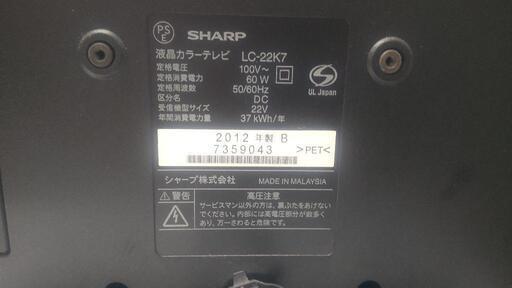 PSE
SHARP
液晶カラーテレビ LC-22K7
定格電圧 100V～
定格消費電力 60W
定格周波数 50/60Hz
区分名 DC
受信機型サイズ 22V
年間消費電力量 37 kWh/年
UL Japan
2012 年製 B
7359043
>PET<
シャープ株式会社 MADE IN MALAYSIA
警告 高圧注意
サービスマン以外の方は、裏ぶたをあけないで
ください。内部には高電圧部分が数多く
あり、万一さわると危険です。